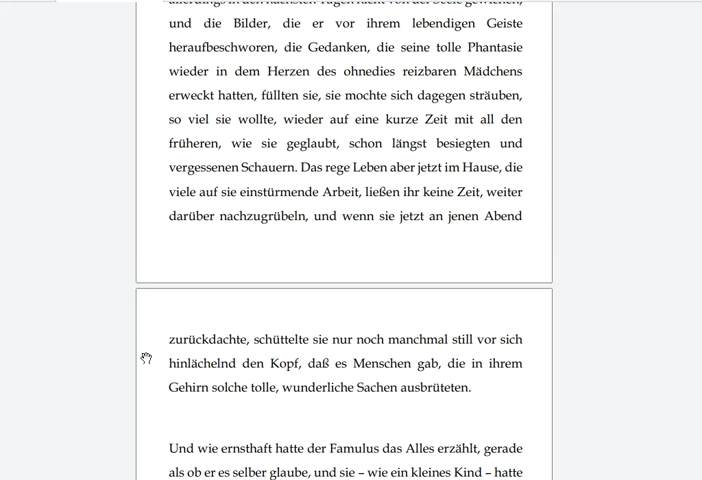 und die Bilder, die er vor ihrem lebendigen Geiste
heraufbeschworen, die Gedanken, die seine tolle Phantasie
wieder in dem Herzen des ohnedies reizbaren Mädchens
erweckt hatten, füllten sie, sie mochte sich dagegen sträuben,
so viel sie wollte, wieder auf eine kurze Zeit mit all den
früheren, wie sie geglaubt, schon längst besiegten und
vergessenen Schauern. Das rege Leben aber jetzt im Hause, die
viele auf sie einstürmende Arbeit, ließen ihr keine Zeit, weiter
darüber nachzugrübeln, und wenn sie jetzt an jenen Abend
zurückdachte, schüttelte sie nur noch manchmal still vor sich
hinlächelnd den Kopf, daß es Menschen gab, die in ihrem
Gehirn solche tolle, wunderliche Sachen ausbrüteten.
Und wie ernsthaft hatte der Famulus das Alles erzählt, gerade
als ob er es selber glaube, und sie – wie ein kleines Kind – hatte